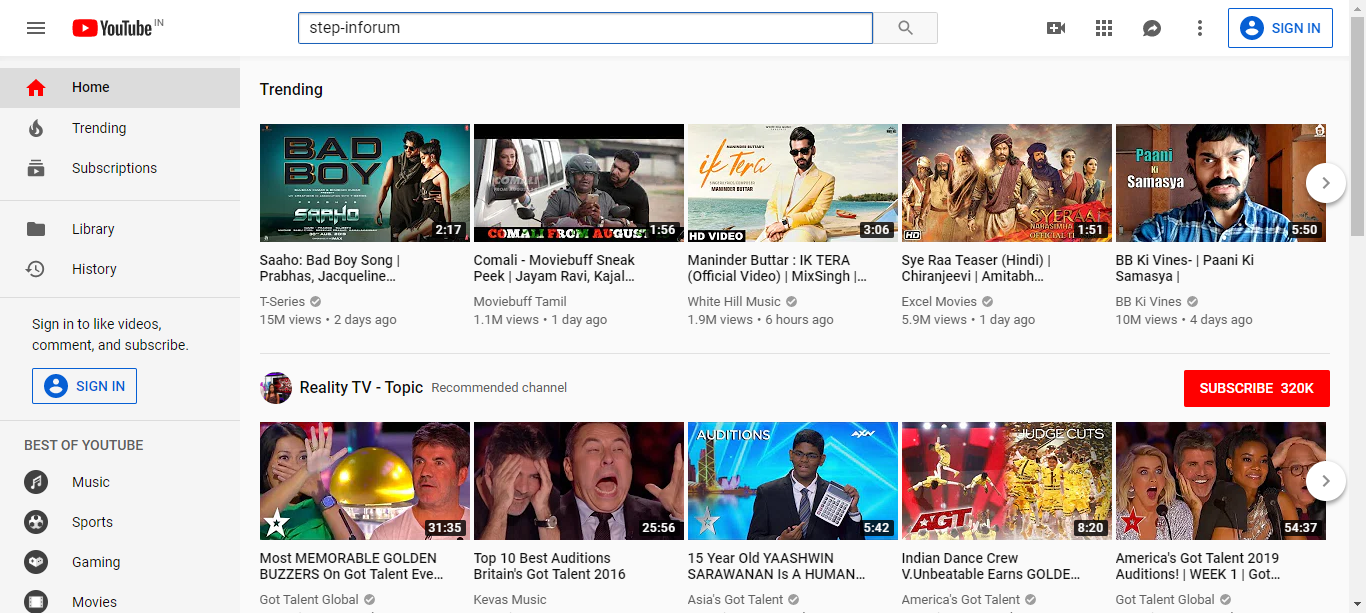 YouTube IN
step-inforum
SIGN IN
Home
Trending
Subscriptions
Library
History
Sign in to like videos,
comment, and subscribe.
SIGN IN
BEST OF YOUTUBE
Music
Sports
Gaming
Movies
Trending
BAD
BOY
SAAHO
2:17
Saaho: Bad Boy Song |
Prabhas, Jacqueline...
T-Series
15M views • 2 days ago
COMALI
COMALI FROM AUGUST
1:56
Comali - Moviebuff Sneak
Peek | Jayam Ravi, Kajal...
Moviebuff Tamil
1.1M views • 1 day ago
MANINDER BUTTAR'S
ik tera
MANINDER BUTTAR
HD VIDEO
3:06
Maninder Buttar : IK TERA
(Official Video) | MixSingh |...
White Hill Music
1.9M views • 6 hours ago
SYERAA
NARASIMHA
OFFICIAL
HD
1:51
Sye Raa Teaser (Hindi) |
Chiranjeevi | Amitabh...
Excel Movies
5.9M views • 1 day ago
Paani
Ki
Samasya
5:50
BB Ki Vines- | Paani Ki
Samasya |
BB Ki Vines
10M views • 4 days ago
Reality TV - Topic Recommended channel
SUBSCRIBE 320K
31:35
Most MEMORABLE GOLDEN
BUZZERS On Got Talent Eve...
Got Talent Global
25:56
Top 10 Best Auditions
Britain's Got Talent 2016
Kevas Music
AUDITIONS
AXN
5:42
15 Year Old YAASHWIN
SARAWANAN Is A HUMAN...
Asia's Got Talent
JUDGE CUTS
AGT
8:20
Indian Dance Crew
V.Unbeatable Earns GOLDE...
America's Got Talent
54:37
America's Got Talent 2019
Auditions! | WEEK 1 | Got...
Got Talent Global